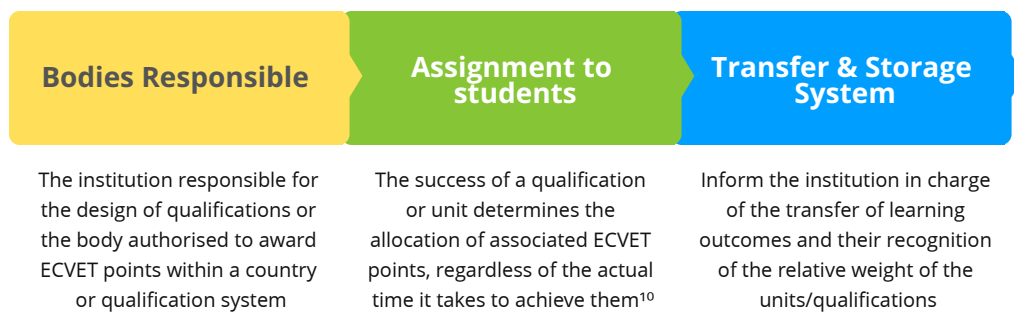 Bodies Responsible
Assignment to
students
Transfer & Storage
System
The institution responsible for
the design of qualifications or
the body authorised to award
ECVET points within a country
or qualification system
The success of a qualification
or unit determines the
allocation of associated ECVET
points, regardless of the actual
time it takes to achieve them¹⁰
Inform the institution in charge
of the transfer of learning
outcomes and their recognition
of the relative weight of the
units/qualifications